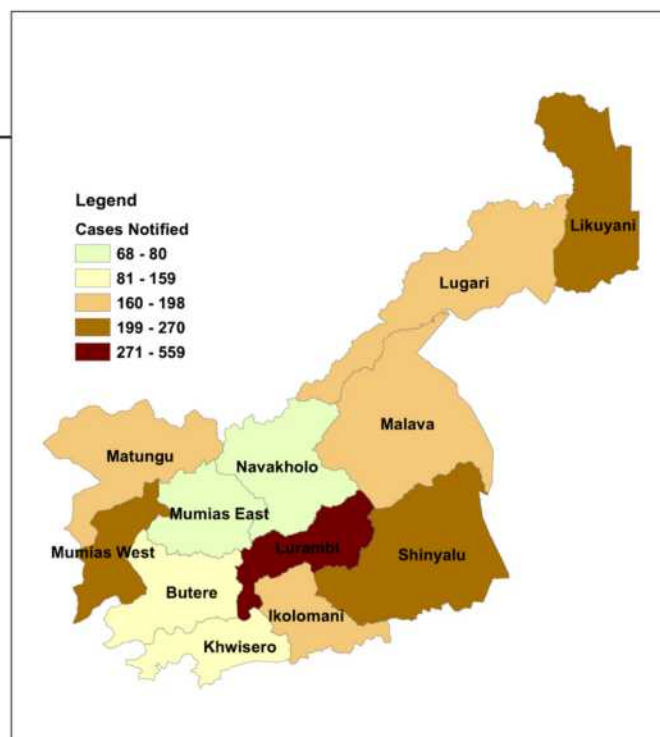 Legend
Cases Notified
68 - 80
81 - 159
160 - 198
199 - 270
271 - 559
Likuyani
Lugari
Malava
Matungu
Navakholo
Mumias East
Mumias West
Lurambi
Shinyalu
Butere
Ikolomani
Khwisero